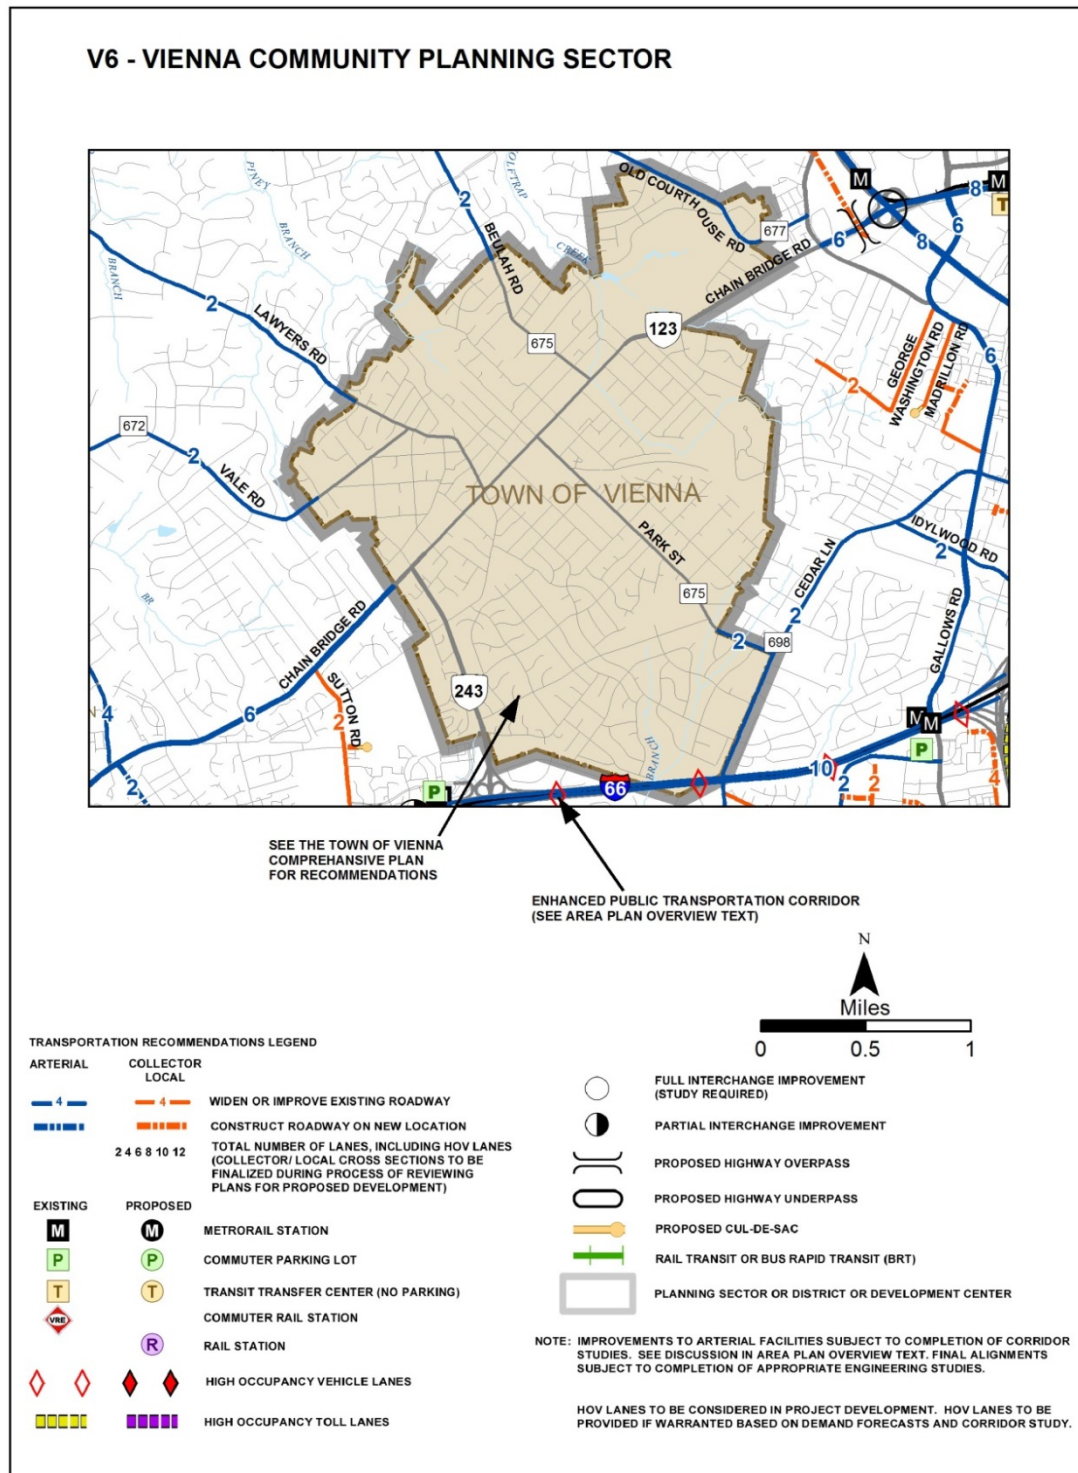 V6 - VIENNA COMMUNITY PLANNING SECTOR
PINEY
BRANCH
BRANCH
2
BEULAH RD
CREEK
OLD COURTHOUSE RD
677
CHAIN BRIDGE RD
6
M
8
M
T
8
6
2
LAWYERS RD
675
123
GEORGE
WASHINGTON RD
MADRILLON RD
2
6
672
2
VALE RD
TOWN OF VIENNA
PARK ST
CEDAR LN
IDYLWOOD RD
2
BR
675
2
2
698
GALLOWS RD
CHAIN BRIDGE RD
6
SUTTON RD
2
243
4
2
BRANCH
M
M
P
10
2
2
4
66
P
SEE THE TOWN OF VIENNA
COMPREHANSIVE PLAN
FOR RECOMMENDATIONS
ENHANCED PUBLIC TRANSPORTATION CORRIDOR
(SEE AREA PLAN OVERVIEW TEXT)
N
Miles
0 0.5 1
TRANSPORTATION RECOMMENDATIONS LEGEND
ARTERIAL COLLECTOR
LOCAL
4 4 WIDEN OR IMPROVE EXISTING ROADWAY
CONSTRUCT ROADWAY ON NEW LOCATION
2 4 6 8 10 12 TOTAL NUMBER OF LANES, INCLUDING HOV LANES
(COLLECTOR/ LOCAL CROSS SECTIONS TO BE
FINALIZED DURING PROCESS OF REVIEWING
PLANS FOR PROPOSED DEVELOPMENT)
EXISTING PROPOSED
M M METRORAIL STATION
P P COMMUTER PARKING LOT
T T TRANSIT TRANSFER CENTER (NO PARKING)
VRE COMMUTER RAIL STATION
R RAIL STATION
HIGH OCCUPANCY VEHICLE LANES
HIGH OCCUPANCY TOLL LANES
FULL INTERCHANGE IMPROVEMENT
(STUDY REQUIRED)
PARTIAL INTERCHANGE IMPROVEMENT
PROPOSED HIGHWAY OVERPASS
PROPOSED HIGHWAY UNDERPASS
PROPOSED CUL-DE-SAC
RAIL TRANSIT OR BUS RAPID TRANSIT (BRT)
PLANNING SECTOR OR DISTRICT OR DEVELOPMENT CENTER
NOTE: IMPROVEMENTS TO ARTERIAL FACILITIES SUBJECT TO COMPLETION OF CORRIDOR
STUDIES. SEE DISCUSSION IN AREA PLAN OVERVIEW TEXT. FINAL ALIGNMENTS
SUBJECT TO COMPLETION OF APPROPRIATE ENGINEERING STUDIES.
HOV LANES TO BE CONSIDERED IN PROJECT DEVELOPMENT. HOV LANES TO BE
PROVIDED IF WARRANTED BASED ON DEMAND FORECASTS AND CORRIDOR STUDY.